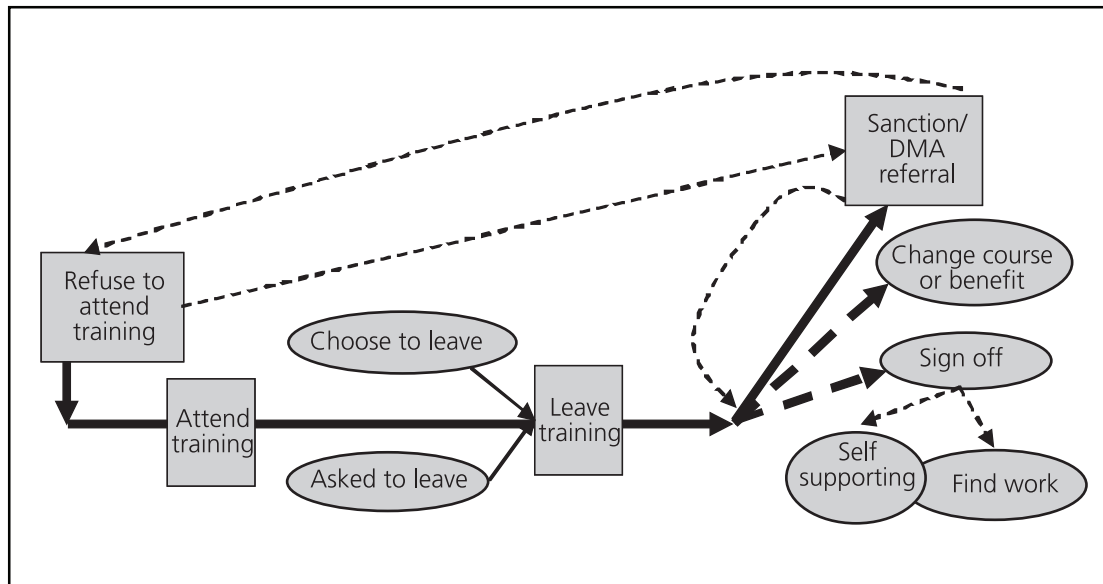 Sanction/
DMA
referral
Change course
or benefit
Refuse to
attend
training
Choose to leave
Sign off
Attend
training
Leave
training
Asked to leave
Self
supporting
Find work